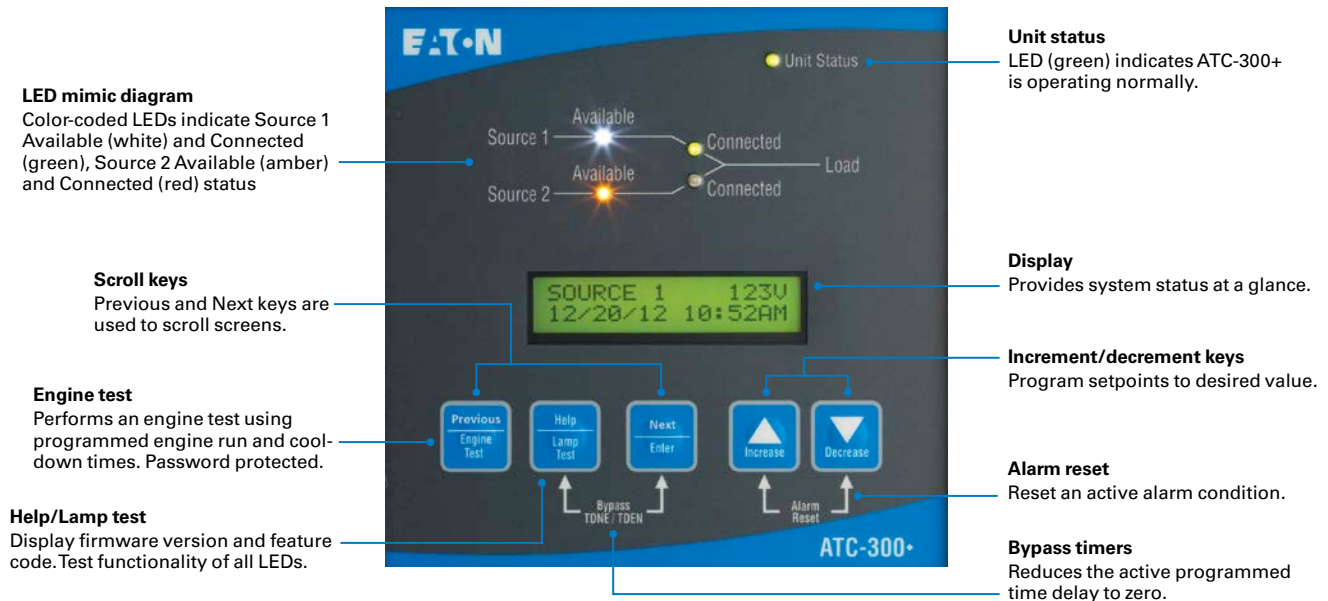 EATON
Unit Status
Available
Source 1
Connected
Load
Available
Source 2
Connected
SOURCE 1 123V
12/20/12 10:52AM
Previous
Engine
Test
Help
Lamp
Test
Next
Enter
Increase
Decrease
Bypass
TDNE/TDEN
Alarm
Reset
ATC-300+
LED mimic diagram
Color-coded LEDs indicate Source 1
Available (white) and Connected
(green), Source 2 Available (amber)
and Connected (red) status
Scroll keys
Previous and Next keys are
used to scroll screens.
Engine test
Performs an engine test using
programmed engine run and cool-
down times. Password protected.
Help/Lamp test
Display firmware version and feature
code. Test functionality of all LEDs.
Unit status
LED (green) indicates ATC-300+
is operating normally.
Display
Provides system status at a glance.
Increment/decrement keys
Program setpoints to desired value.
Alarm reset
Reset an active alarm condition.
Bypass timers
Reduces the active programmed
time delay to zero.